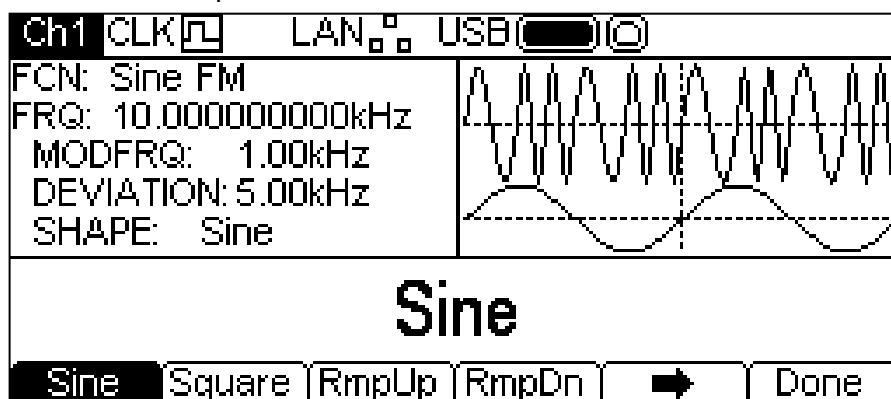 Ch1 CLK LAN USB
FCN: Sine FM
FRQ: 10.000000000kHz
MODFRQ: 1.00kHz
DEVIATION: 5.00kHz
SHAPE: Sine
Sine
Sine Square RmpUp RmpDn Done